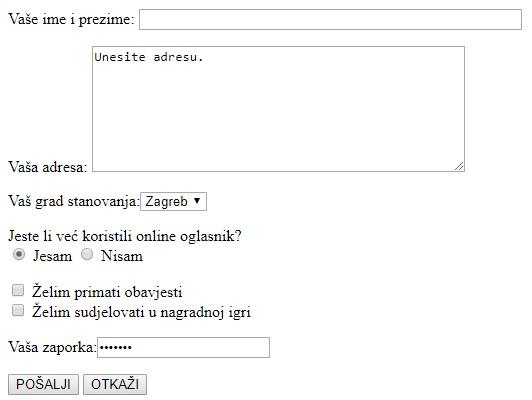 Vaše ime i prezime:
Unesite adresu.
Vaša adresa:
Vaš grad stanovanja: Zagreb
Jeste li već koristili online oglasnik?
Jesam Nisam
Želim primati obavjesti
Želim sudjelovati u nagradnoj igri
Vaša zaporka: •••••••
POŠALJI OTKAŽI